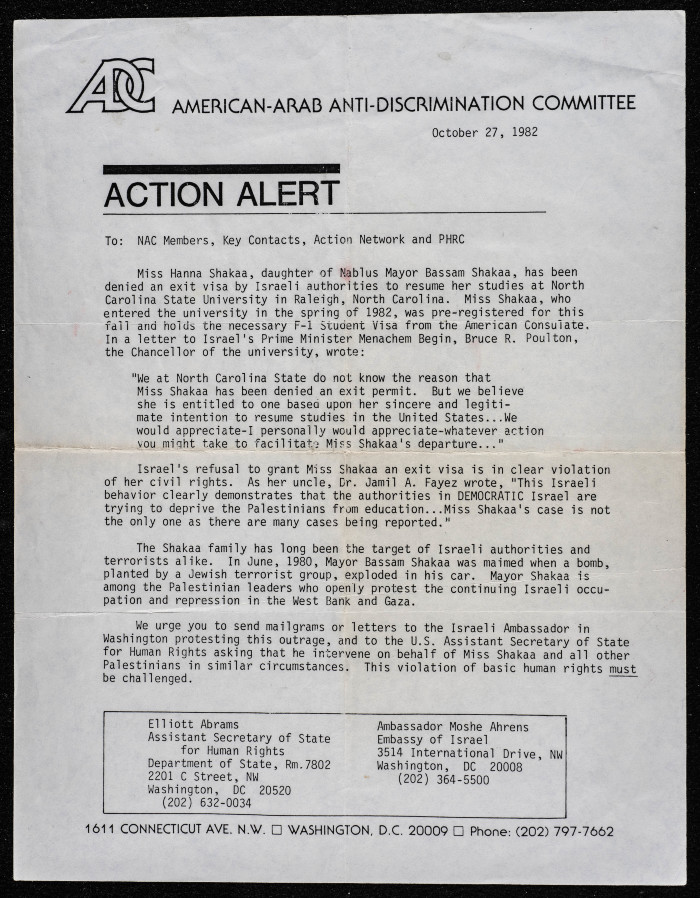 ADC AMERICAN-ARAB ANTI-DISCRIMINATION COMMITTEE
October 27, 1982
ACTION ALERT
To: NAC Members, Key Contacts, Action Network and PHRC
Miss Hanna Shakaa, daughter of Nablus Mayor Bassam Shakaa, has been
denied an exit visa by Israeli authorities to resume her studies at North
Carolina State University in Raleigh, North Carolina. Miss Shakaa, who
entered the university in the spring of 1982, was pre-registered for this
fall and holds the necessary F-1 Student Visa from the American Consulate.
In a letter to Israel's Prime Minister Menachem Begin, Bruce R. Poulton,
the Chancellor of the university, wrote:
"We at North Carolina State do not know the reason that
Miss Shakaa has been denied an exit permit. But we believe
she is entitled to one based upon her sincere and legiti-
mate intention to resume studies in the United States...We
would appreciate-I personally would appreciate-whatever action
you might take to facilitate Miss Shakaa's departure..."
Israel's refusal to grant Miss Shakaa an exit visa is in clear violation
of her civil rights. As her uncle, Dr. Jamil A. Fayez wrote, "This Israeli
behavior clearly demonstrates that the authorities in DEMOCRATIC Israel are
trying to deprive the Palestinians from education...Miss Shakaa's case is not
the only one as there are many cases being reported."
The Shakaa family has long been the target of Israeli authorities and
terrorists alike. In June, 1980, Mayor Bassam Shakaa was maimed when a bomb,
planted by a Jewish terrorist group, exploded in his car. Mayor Shakaa is
among the Palestinian leaders who openly protest the continuing Israeli occu-
pation and repression in the West Bank and Gaza.
We urge you to send mailgrams or letters to the Israeli Ambassador in
Washington protesting this outrage, and to the U.S. Assistant Secretary of State
for Human Rights asking that he intervene on behalf of Miss Shakaa and all other
Palestinians in similar circumstances. This violation of basic human rights must
be challenged.
Elliott Abrams
Assistant Secretary of State
for Human Rights
Department of State, Rm.7802
2201 C Street, NW
Washington, DC 20520
(202) 632-0034
Ambassador Moshe Ahrens
Embassy of Israel
3514 International Drive, NW
Washington, DC 20008
(202) 364-5500
1611 CONNECTICUT AVE. N.W. □ WASHINGTON, D.C. 20009 □ Phone: (202) 797-7662